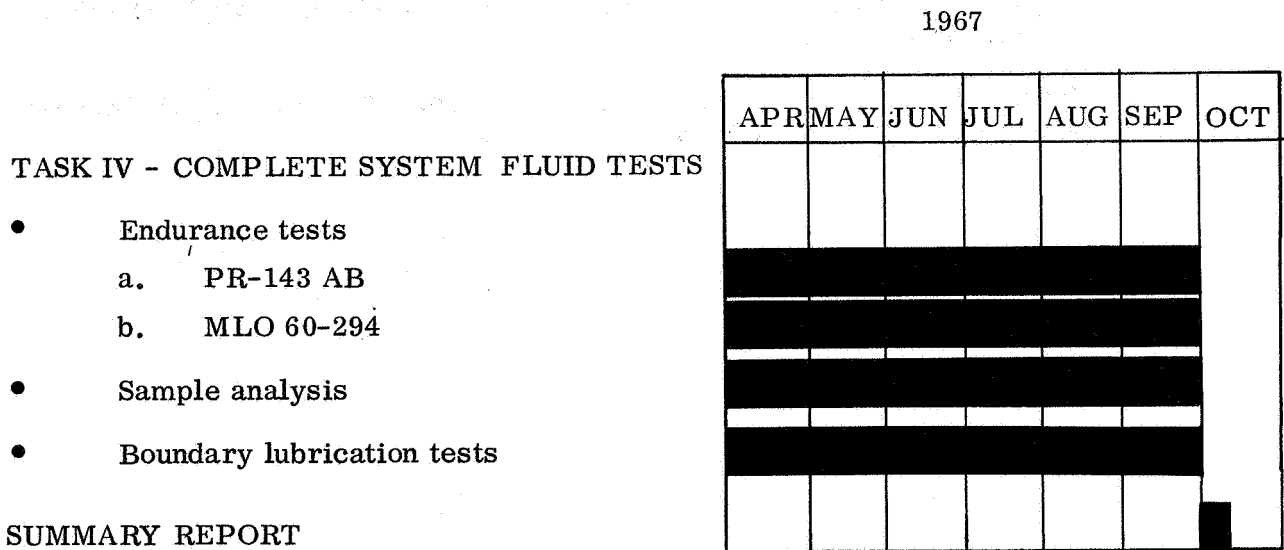 1967
APR MAY JUN JUL AUG SEP OCT
TASK IV - COMPLETE SYSTEM FLUID TESTS
• Endurance tests
a. PR-143 AB
b. MLO 60-294
• Sample analysis
• Boundary lubrication tests
SUMMARY REPORT